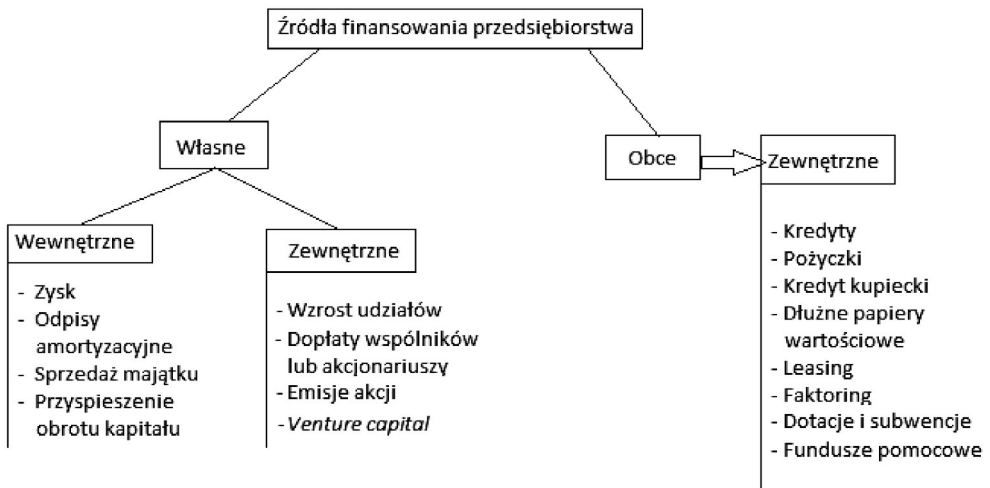 Źródła finansowania przedsiębiorstwa
Własne
Obce
Zewnętrzne
Wewnętrzne
- Zysk
- Odpisy
amortyzacyjne
- Sprzedaż majątku
- Przyspieszenie
obrotu kapitału
Zewnętrzne
- Wzrost udziałów
- Dopłaty wspólników
lub akcjonariuszy
- Emisje akcji
- Venture capital
- Kredyty
- Pożyczki
- Kredyt kupiecki
- Dłużne papiery
wartościowe
- Leasing
- Faktoring
- Dotacje i subwencje
- Fundusze pomocowe